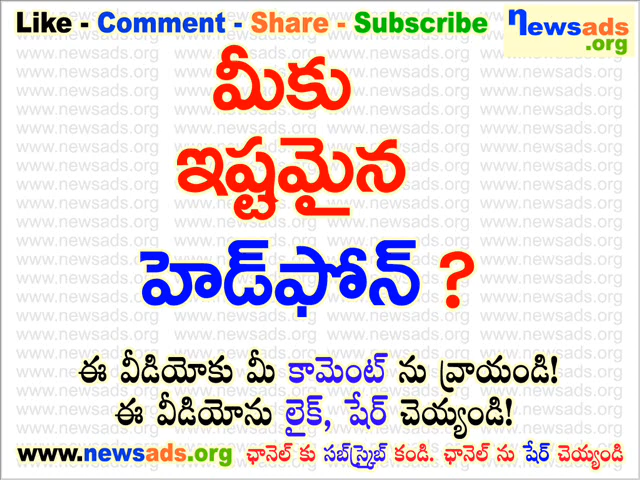 Like - Comment - Share - Subscribe
newsads
.org
మీకు
ఇష్టమైన
హెడ్‌ఫోన్ ?
ఈ వీడియోకు మీ కామెంట్ ను వ్రాయండి!
ఈ వీడియోను లైక్, షేర్ చెయ్యండి!
www.newsads.org ఛానెల్ కు సబ్‌స్క్రైబ్ కండి. ఛానెల్ ను షేర్ చెయ్యండి